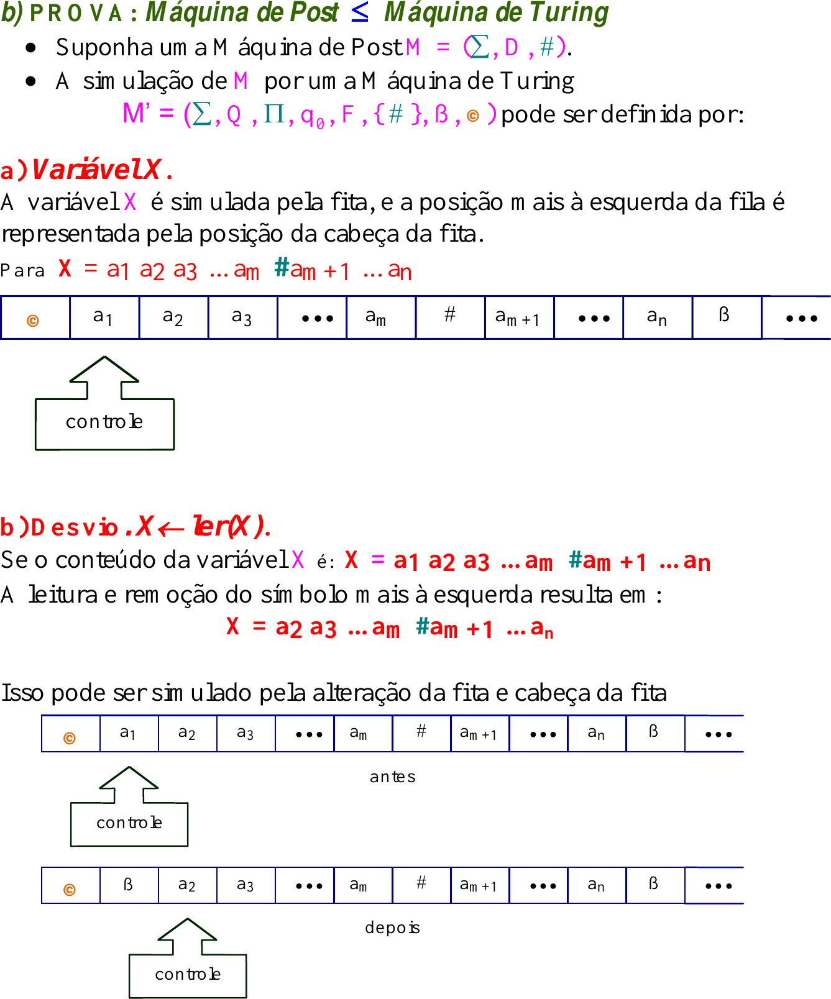 b) PROVA: Máquina de Post ≤ Máquina de Turing
• Suponha uma Máquina de Post M = (∑, D, #).
• A simulação de M por uma Máquina de Turing
M' = (∑, Q, Π, q0, F, {#}, ß, ©) pode ser definida por:
a) Variável X.
A variável X é simulada pela fita, e a posição mais à esquerda da fila é
representada pela posição da cabeça da fita.
Para X = a1 a2 a3 ...am #am+1 ...an
© a1 a2 a3 ••• am # am+1 ••• an ß •••
controle
b)Desvio.X← ler(X).
Se o conteúdo da variável X é: X = a1 a2 a3 ...am #am+1 ...an
A leitura e remoção do símbolo mais à esquerda resulta em:
X = a2 a3 ...am #am+1 ...an
Isso pode ser simulado pela alteração da fita e cabeça da fita
© a1 a2 a3 ••• am # am+1 ••• an ß •••
antes
controle
© ß a2 a3 ••• am # am+1 ••• an ß •••
depois
controle